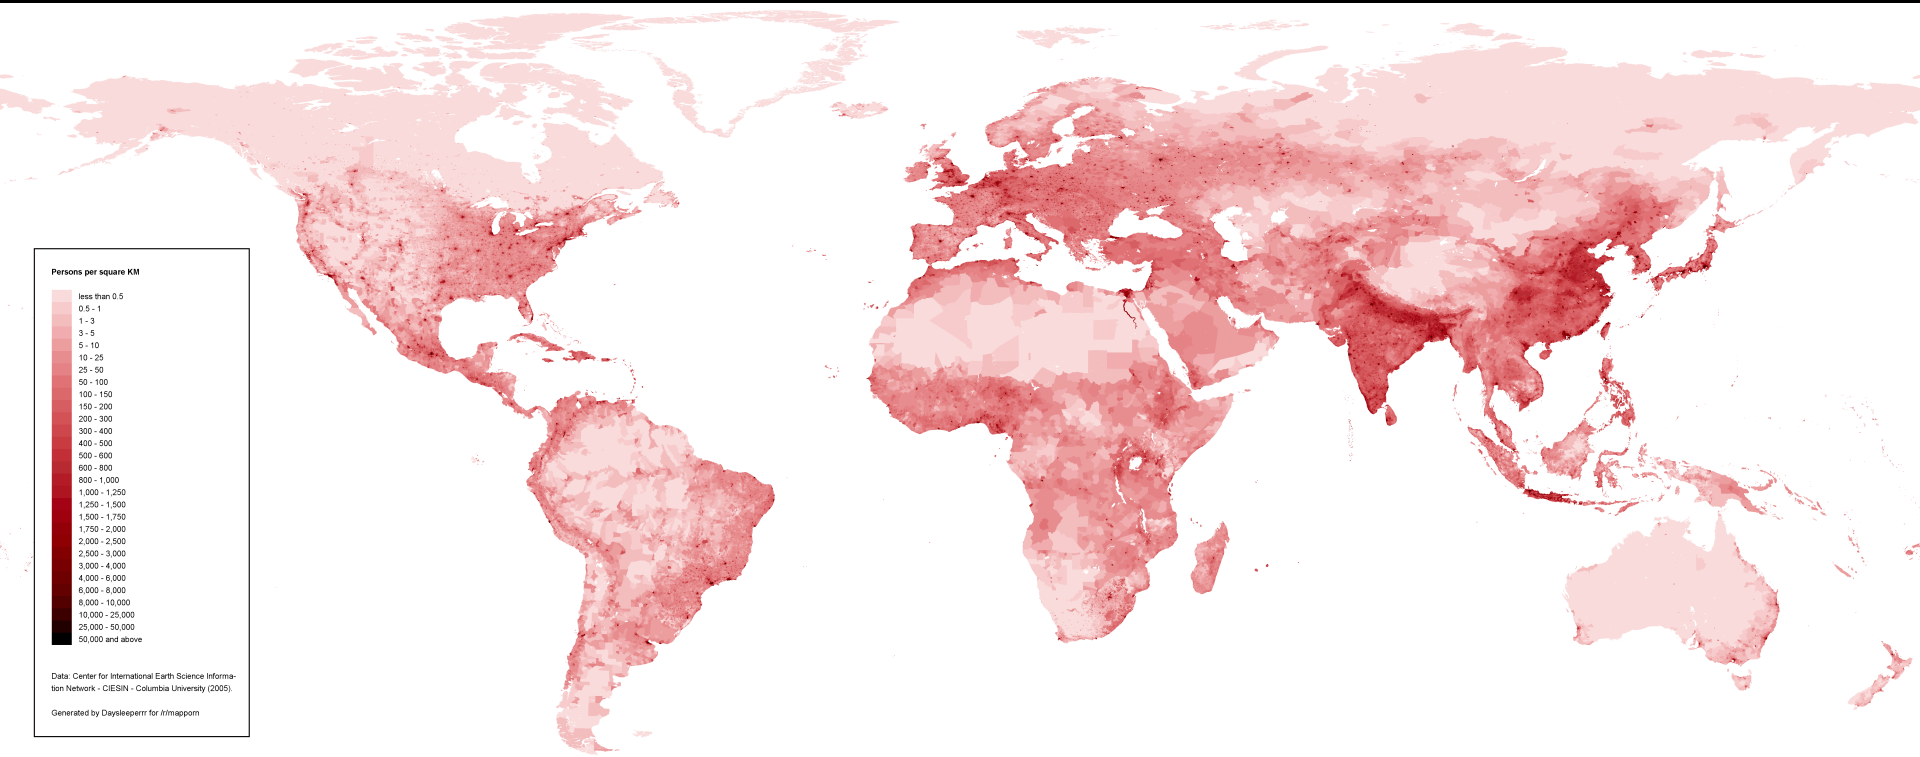 Persons per square KM
less than 0.5
0.5 - 1
1 - 3
3 - 5
5 - 10
10 - 25
25 - 50
50 - 100
100 - 150
150 - 200
200 - 300
300 - 400
400 - 500
500 - 600
600 - 800
800 - 1,000
1,000 - 1,250
1,250 - 1,500
1,500 - 1,750
1,750 - 2,000
2,000 - 2,500
2,500 - 3,000
3,000 - 4,000
4,000 - 6,000
6,000 - 8,000
8,000 - 10,000
10,000 - 25,000
25,000 - 50,000
50,000 and above
Data: Center for International Earth Science Informa-
tion Network - CIESIN - Columbia University (2005).
Generated by Daysleeperrr for /r/mapporn